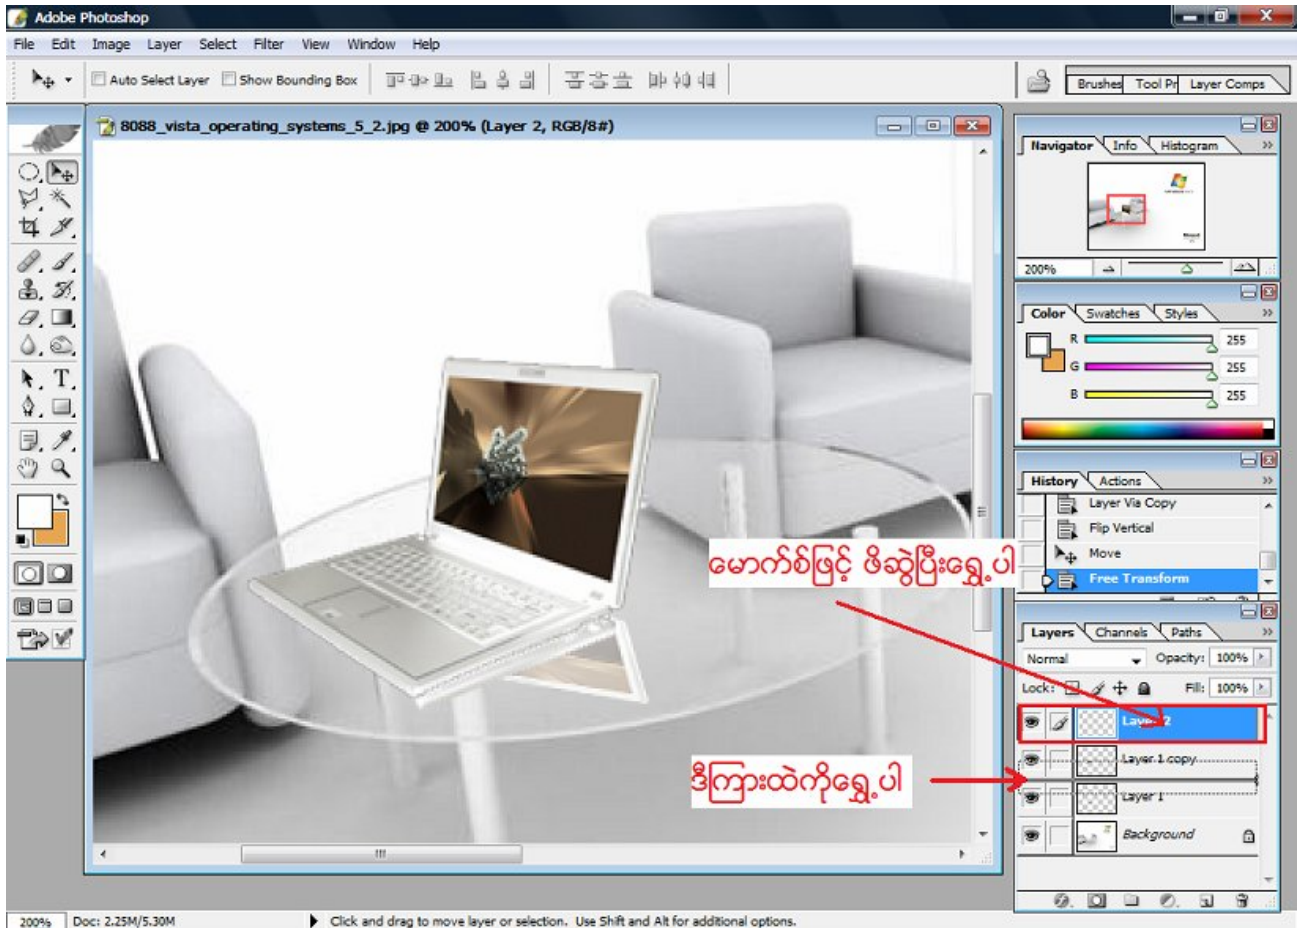 Adobe Photoshop
File Edit Image Layer Select Filter View Window Help
Auto Select Layer Show Bounding Box
Brushes Tool Pr Layer Comps
8088_vista_operating_systems_5_2.jpg @ 200% (Layer 2, RGB/8#)
Navigator Info Histogram
200%
Color Swatches Styles
R 255
G 255
B 255
History Actions
Layer Via Copy
Flip Vertical
Move
Free Transform
မောက်စ်ဖြင့် ဖိဆွဲပြီးရွှေ့ပါ
Layers Channels Paths
Normal Opacity: 100%
Lock: Fill: 100%
Layer 2
Layer 1 copy
ဒီကြားထဲကိုရွှေ့ပါ
Layer 1
Background
200% Doc: 2.25M/5.30M Click and drag to move layer or selection. Use Shift and Alt for additional options.